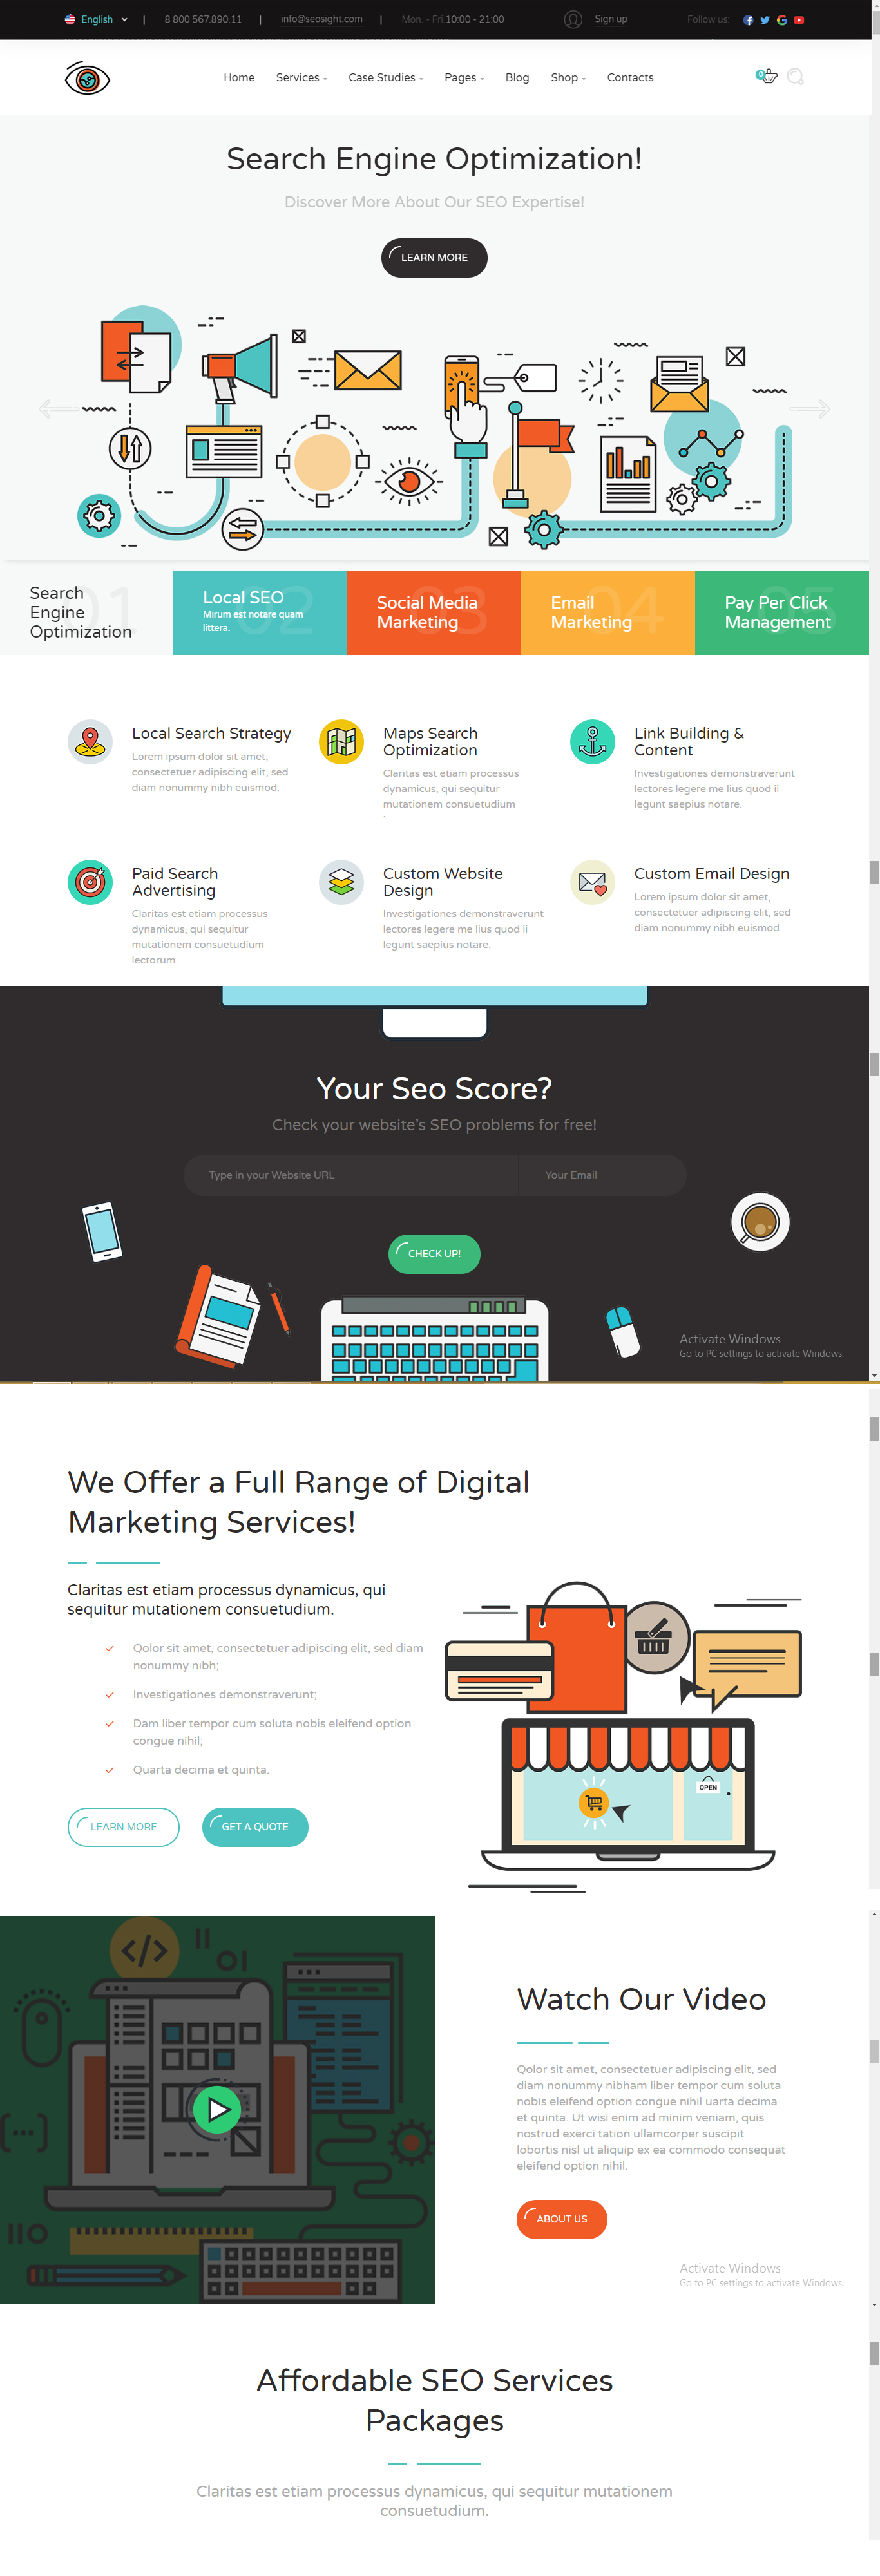 English
8 800 567.890.11
info@seosight.com
Mon. - Fri.10:00 - 21:00
Sign up
Follow us:
Home
Services
Case Studies
Pages
Blog
Shop
Contacts
0
Search Engine Optimization!
Discover More About Our SEO Expertise!
LEARN MORE
01
Search
Engine
Optimization
02
Local SEO
Mirum est notare quam
littera.
03
Social Media
Marketing
04
Email
Marketing
05
Pay Per Click
Management
Local Search Strategy
Lorem ipsum dolor sit amet,
consectetuer adipiscing elit, sed
diam nonummy nibh euismod.
Maps Search
Optimization
Claritas est etiam processus
dynamicus, qui sequitur
mutationem consuetudium
Link Building &
Content
Investigationes demonstraverunt
lectores legere me lius quod ii
legunt saepius notare.
Paid Search
Advertising
Claritas est etiam processus
dynamicus, qui sequitur
mutationem consuetudium
lectorum.
Custom Website
Design
Investigationes demonstraverunt
lectores legere me lius quod ii
legunt saepius notare.
Custom Email Design
Lorem ipsum dolor sit amet,
consectetuer adipiscing elit, sed
diam nonummy nibh euismod.
Your Seo Score?
Check your website's SEO problems for free!
Type in your Website URL
Your Email
CHECK UP!
Activate Windows
Go to PC settings to activate Windows.
We Offer a Full Range of Digital
Marketing Services!
Claritas est etiam processus dynamicus, qui
sequitur mutationem consuetudium.
Qolor sit amet, consectetuer adipiscing elit, sed diam
nonummy nibh;
Investigationes demonstraverunt;
Dam liber tempor cum soluta nobis eleifend option
congue nihil;
Quarta decima et quinta.
LEARN MORE
GET A QUOTE
OPEN
Watch Our Video
Qolor sit amet, consectetuer adipiscing elit, sed
diam nonummy nibham liber tempor cum soluta
nobis eleifend option congue nihil uarta decima
et quinta. Ut wisi enim ad minim veniam, quis
nostrud exerci tation ullamcorper suscipit
lobortis nisl ut aliquip ex ea commodo consequat
eleifend option nihil.
ABOUT US
Activate Windows
Go to PC settings to activate Windows.
Affordable SEO Services
Packages
Claritas est etiam processus dynamicus, qui sequitur mutationem
consuetudium.